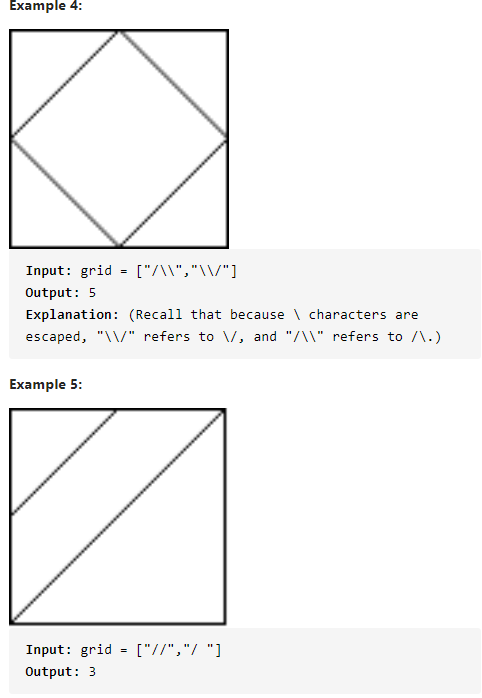 Example 4:
Input: grid = ["/\\","\\/"]
Output: 5
Explanation: (Recall that because \ characters are
escaped, "\\/" refers to \/, and "/\\" refers to /\.)
Example 5:
Input: grid = ["//","/ "]
Output: 3